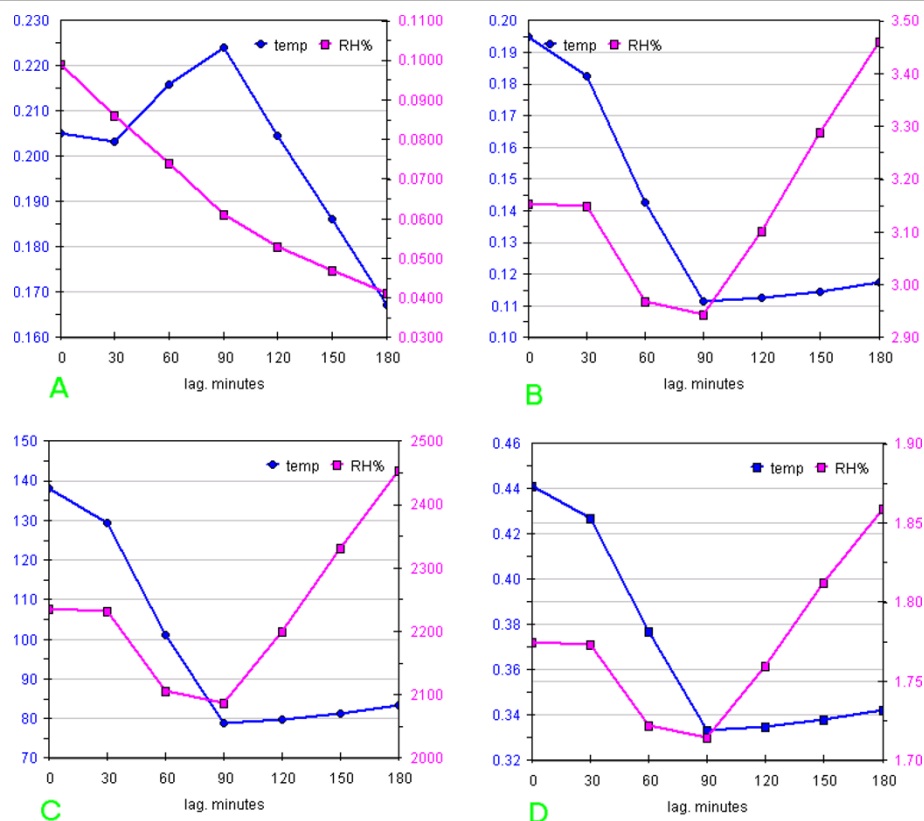 0.230 0.1100
temp RH%
0.220 0.1000
0.0900
0.210
0.0800
0.200
0.0700
0.190
0.0600
0.180
0.0500
0.170 0.0400
0.160 0.0300
0 30 60 90 120 150 180
lag. minutes
A
0.20 3.50
temp RH%
0.19
3.40
0.18
0.17 3.30
0.16
3.20
0.15
0.14 3.10
0.13
3.00
0.12
0.11
0.10 2.90
0 30 60 90 120 150 180
lag. minutes
B
150 2500
temp RH%
140
2400
130
120 2300
110
2200
100
90 2100
80
70 2000
0 30 60 90 120 150 180
lag. minutes
C
0.46 1.90
temp RH%
0.44
1.85
0.42
0.40 1.80
0.38
0.36 1.75
0.34
0.32 1.70
0 30 60 90 120 150 180
lag. minutes
D